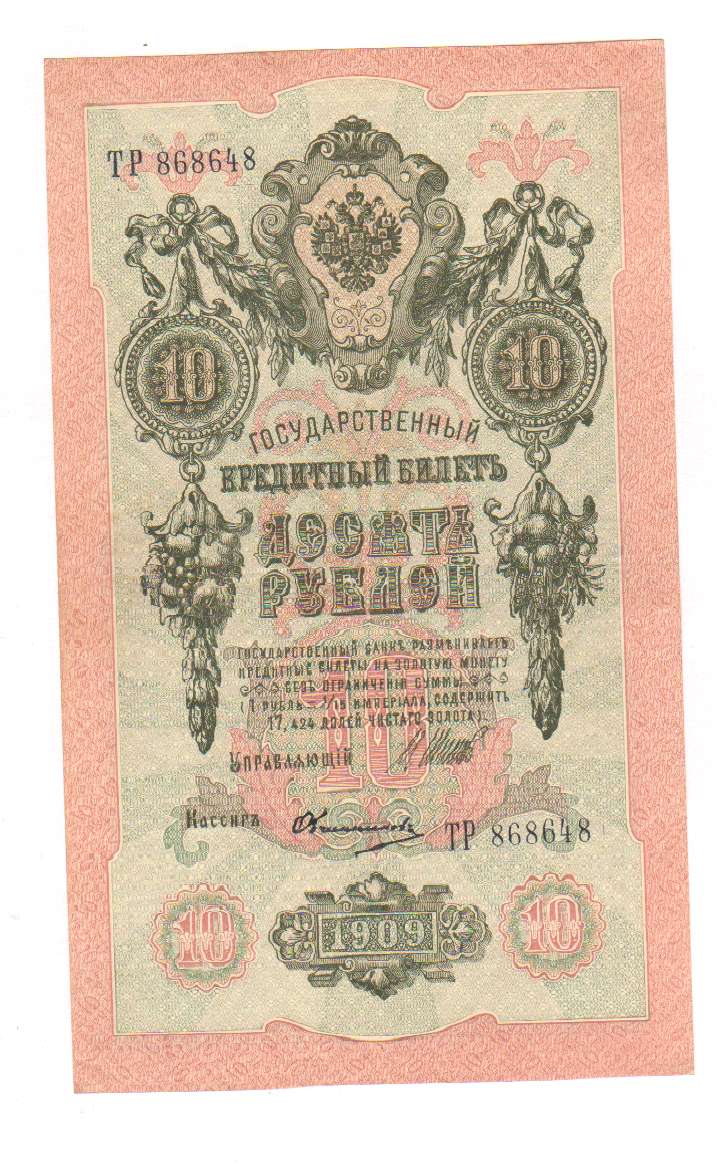 ТР 868648
10 10
ГОСУДАРСТВЕННЫЙ
КРЕДИТНЫЙ БИЛЕТЪ
ДЕСЯТЬ
РУБЛЕЙ
ГОСУДАРСТВЕННЫЙ БАНКЪ РАЗМѢНИВАЕТЪ
КРЕДИТНЫЕ БИЛЕТЫ НА ЗОЛОТУЮ МОНЕТУ
БЕЗЪ ОГРАНИЧЕНІЯ СУММЫ
(1 РУБЛЬ = 1/15 ИМПЕРІАЛА, СОДЕРЖИТЪ
17,424 ДОЛЕЙ ЧИСТАГО ЗОЛОТА).
10
УПРАВЛЯЮЩІЙ
Кассиръ
ТР 868648
10 1909 10